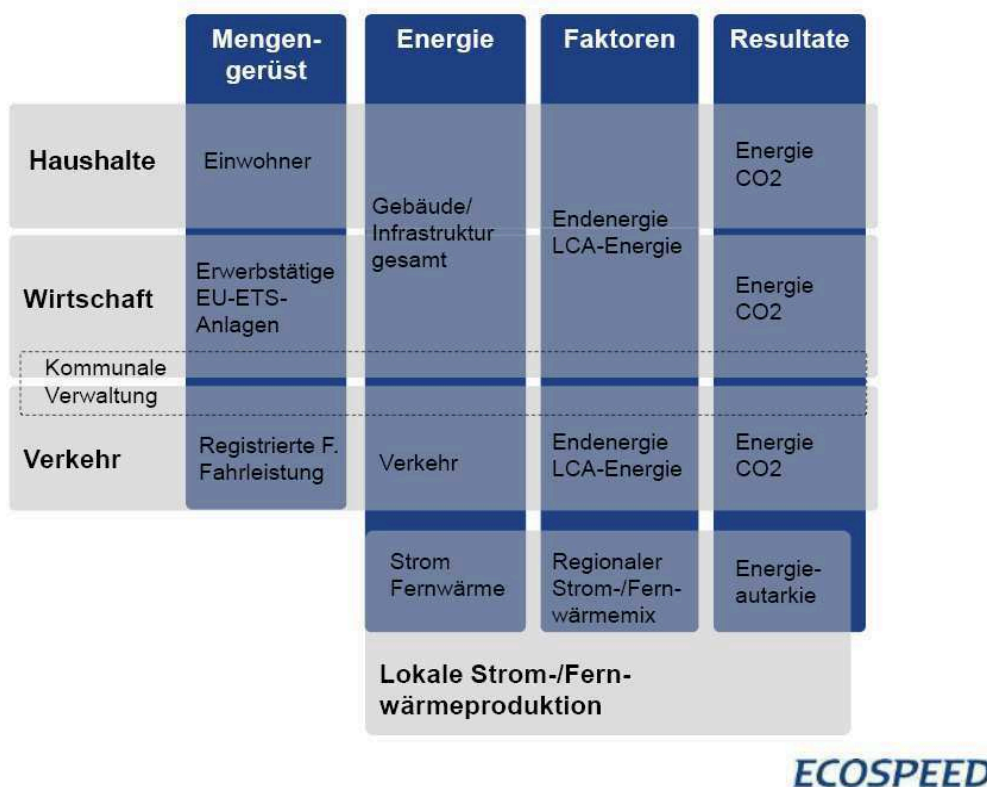 Mengen-
gerüst
Energie
Faktoren
Resultate
Haushalte
Einwohner
Gebäude/
Infrastruktur
gesamt
Endenergie
LCA-Energie
Energie
CO2
Wirtschaft
Erwerbstätige
EU-ETS-
Anlagen
Energie
CO2
Kommunale
Verwaltung
Verkehr
Registrierte F.
Fahrleistung
Verkehr
Endenergie
LCA-Energie
Energie
CO2
Strom
Fernwärme
Regionaler
Strom-/Fern-
wärmemix
Energie-
autarkie
Lokale Strom-/Fern-
wärmeproduktion
ECOSPEED